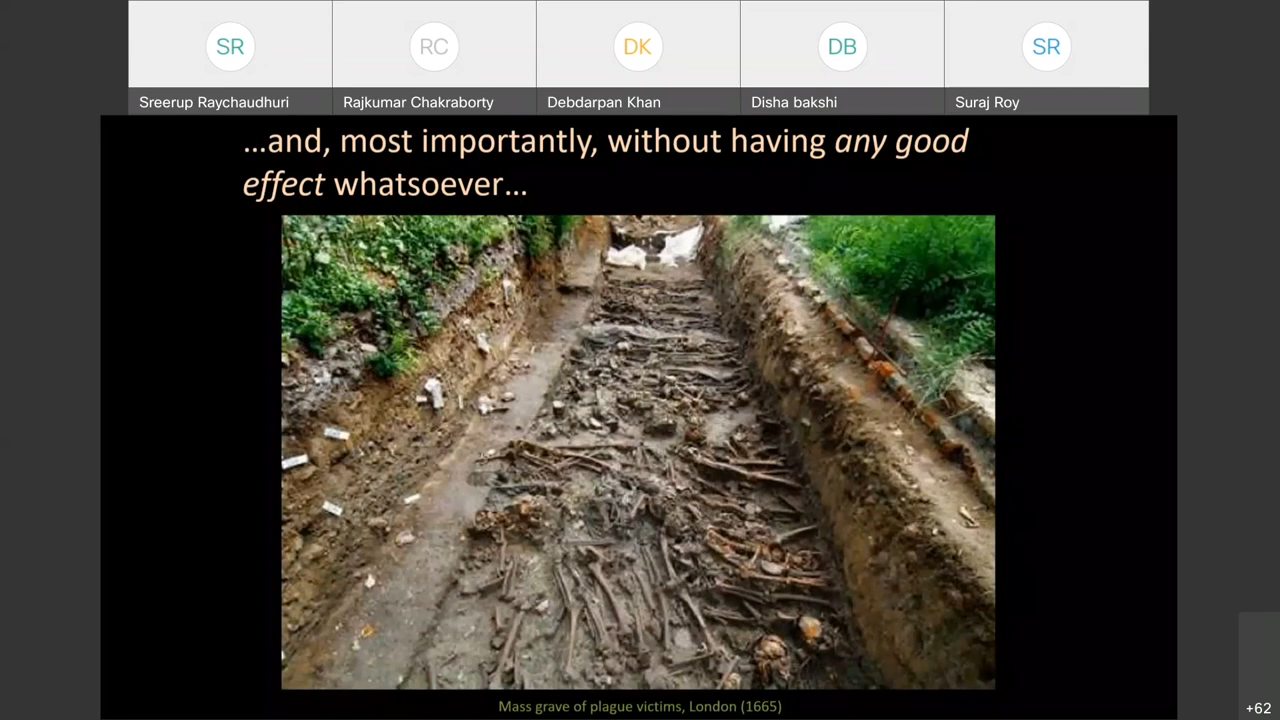 SR
RC
DK
DB
SR
Sreerup Raychaudhuri
Rajkumar Chakraborty
Debdarpan Khan
Disha bakshi
Suraj Roy
...and, most importantly, without having any good
effect whatsoever...
Mass grave of plague victims, London (1665)
+62